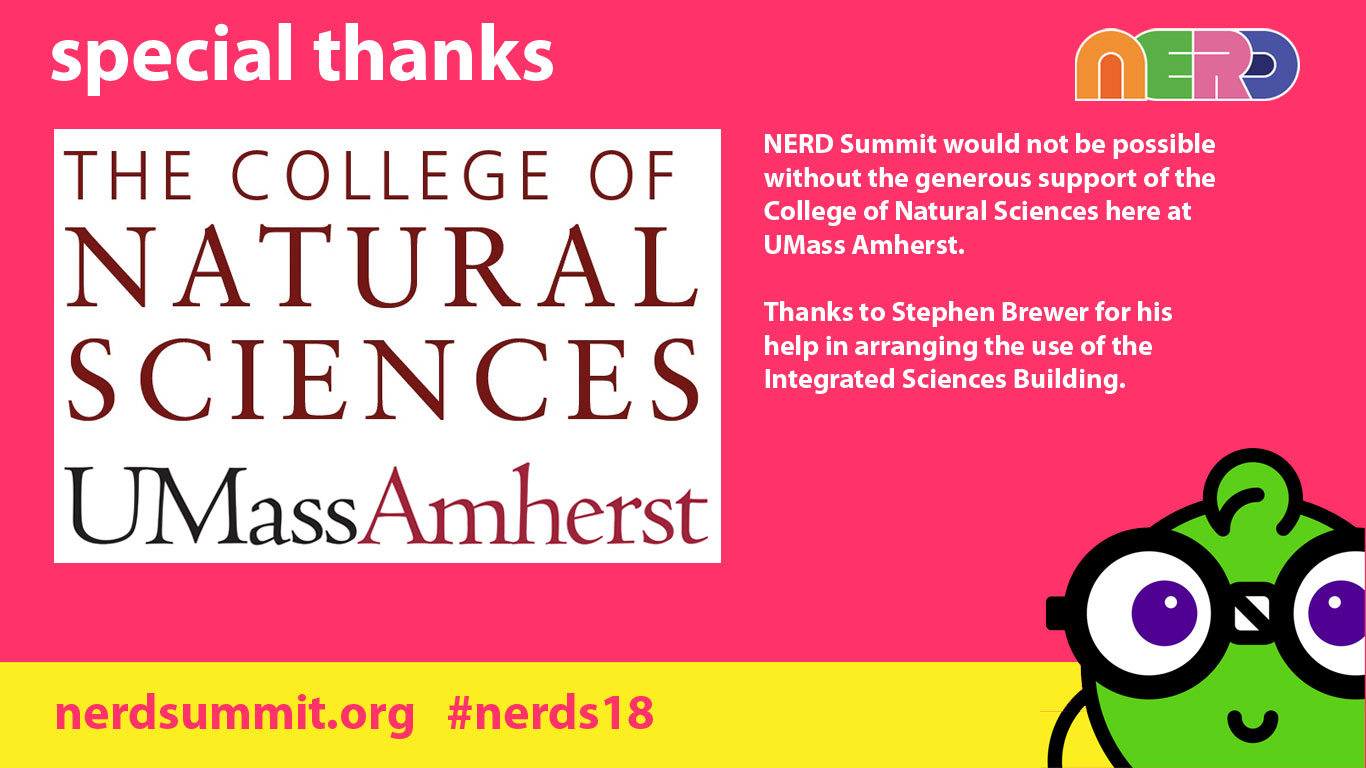 special thanks
NERD
THE COLLEGE OF
NATURAL
SCIENCES
UMassAmherst
NERD Summit would not be possible
without the generous support of the
College of Natural Sciences here at
UMass Amherst.
Thanks to Stephen Brewer for his
help in arranging the use of the
Integrated Sciences Building.
nerdsummit.org #nerds18